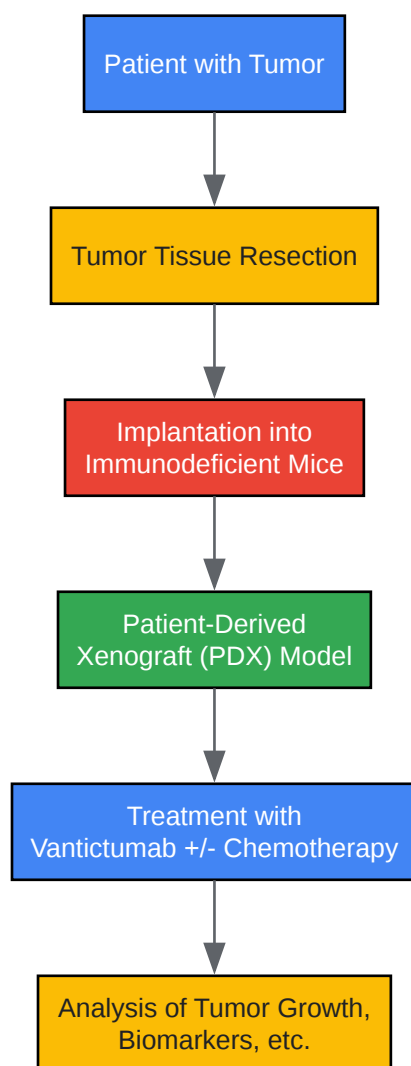 Patient with Tumor
Tumor Tissue Resection
Implantation into
Immunodeficient Mice
Patient-Derived
Xenograft (PDX) Model
Treatment with
Vantictumab +/- Chemotherapy
Analysis of Tumor Growth,
Biomarkers, etc.